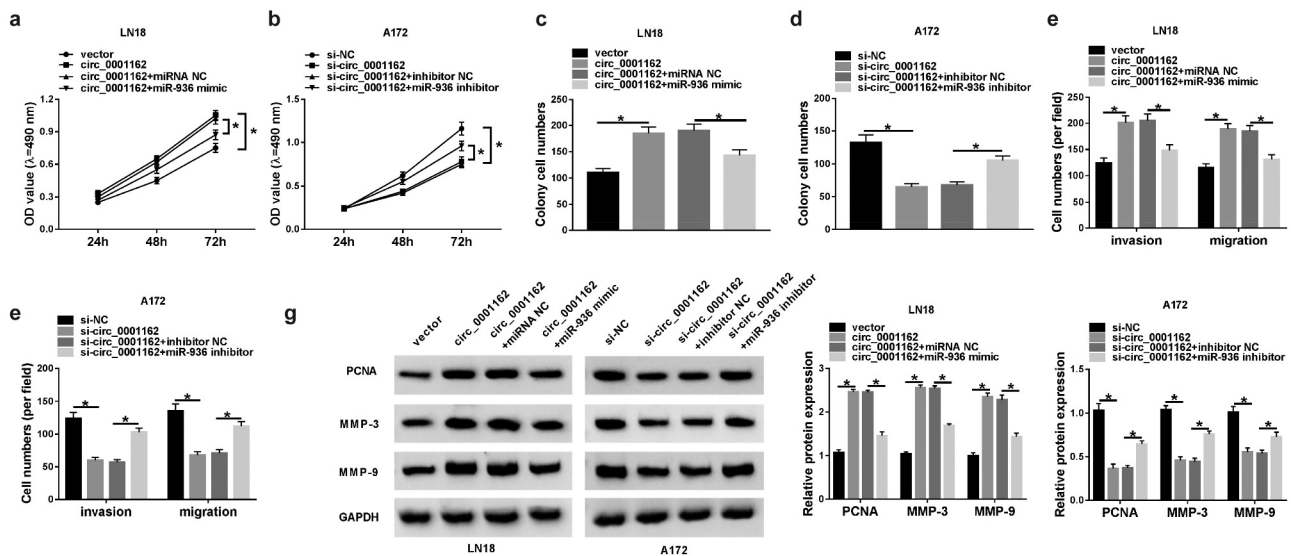 a
LN18
vector
circ_0001162
circ_0001162+miRNA NC
circ_0001162+miR-936 mimic
OD value (λ=490 nm)
1.2
0.9
0.6
0.3
0.0
24h
48h
72h
*
*
b
A172
si-NC
si-circ_0001162
si-circ_0001162+inhibitor NC
si-circ_0001162+miR-936 inhibitor
OD value (λ=490 nm)
1.5
1.0
0.5
0.0
24h
48h
72h
*
*
c
LN18
vector
circ_0001162
circ_0001162+miRNA NC
circ_0001162+miR-936 mimic
Colony cell numbers
250
200
150
100
50
0
*
*
d
A172
si-NC
si-circ_0001162
si-circ_0001162+inhibitor NC
si-circ_0001162+miR-936 inhibitor
Colony cell numbers
200
150
100
50
0
*
*
e
LN18
vector
circ_0001162
circ_0001162+miRNA NC
circ_0001162+miR-936 mimic
Cell numbers (per field)
250
200
150
100
50
0
*
*
*
*
invasion
migration
e
A172
si-NC
si-circ_0001162
si-circ_0001162+inhibitor NC
si-circ_0001162+miR-936 inhibitor
Cell numbers (per field)
200
150
100
50
0
*
*
*
*
invasion
migration
g
vector
circ_0001162
circ_0001162
+miRNA NC
circ_0001162
+miR-936 mimic
si-NC
si-circ_0001162
si-circ_0001162
+inhibitor NC
si-circ_0001162
+miR-936 inhibitor
PCNA
MMP-3
MMP-9
GAPDH
LN18
A172
LN18
vector
circ_0001162
circ_0001162+miRNA NC
circ_0001162+miR-936 mimic
Relative protein expression
3
2
1
0
*
*
*
*
*
*
PCNA
MMP-3
MMP-9
A172
si-NC
si-circ_0001162
si-circ_0001162+inhibitor NC
si-circ_0001162+miR-936 inhibitor
Relative protein expression
1.5
1.0
0.5
0.0
*
*
*
*
*
*
PCNA
MMP-3
MMP-9